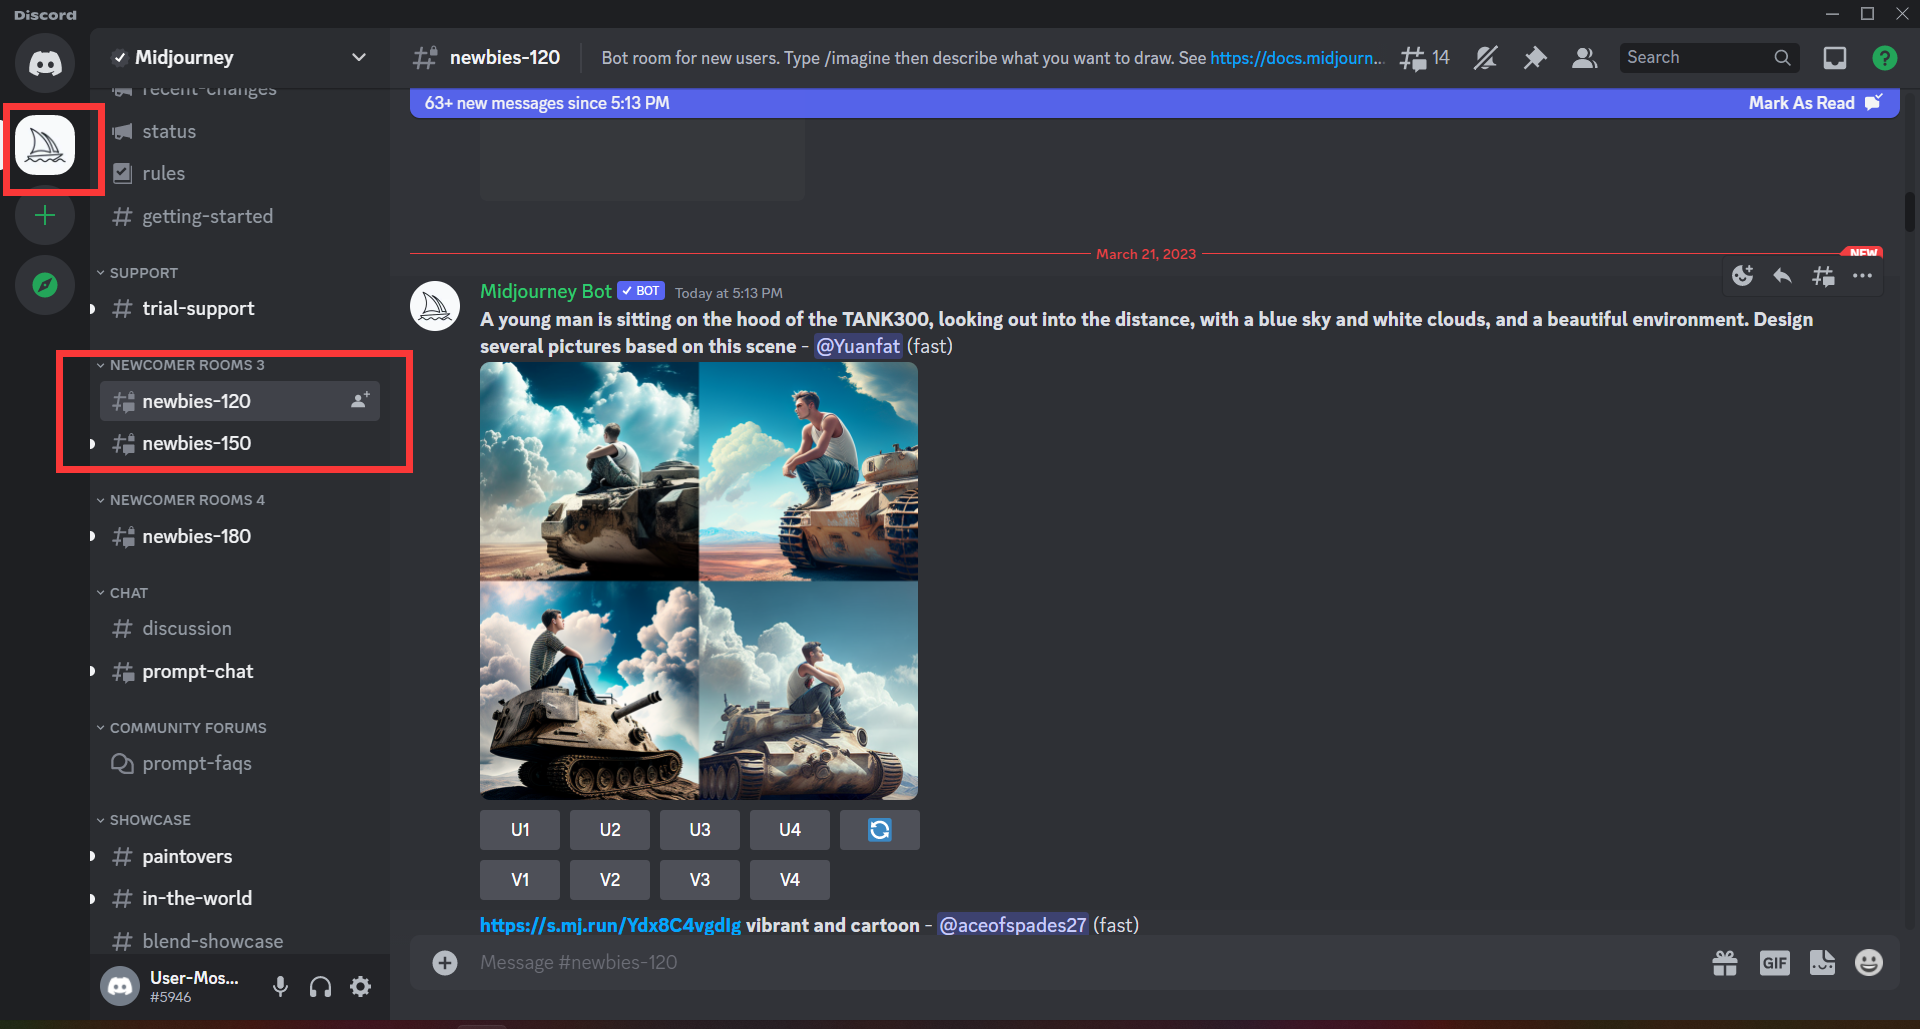 Discord
Midjourney
recent-changes
status
rules
getting-started
SUPPORT
trial-support
NEWCOMER ROOMS 3
newbies-120
newbies-150
NEWCOMER ROOMS 4
newbies-180
CHAT
discussion
prompt-chat
COMMUNITY FORUMS
prompt-faqs
SHOWCASE
paintovers
in-the-world
blend-showcase
User-Mos...
#5946
newbies-120
Bot room for new users. Type /imagine then describe what you want to draw. See https://docs.midjourn...
14
Search
63+ new messages since 5:13 PM
Mark As Read
March 21, 2023
NEW
Midjourney Bot BOT Today at 5:13 PM
A young man is sitting on the hood of the TANK300, looking out into the distance, with a blue sky and white clouds, and a beautiful environment. Design
several pictures based on this scene - @Yuanfat (fast)
U1 U2 U3 U4
V1 V2 V3 V4
https://s.mj.run/Ydx8C4vgdIg vibrant and cartoon - @aceofspades27 (fast)
Message #newbies-120
GIF